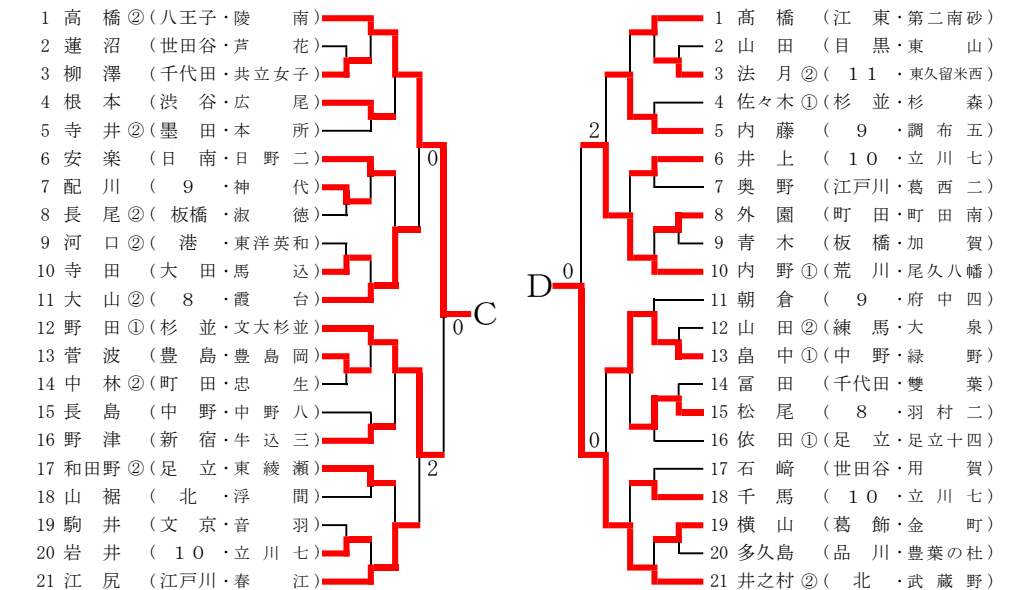 1 高 橋 ② (八王子・陵 南)
2 蓮 沼 (世田谷・芦 花)
3 柳 澤 (千代田・共立女子)
4 根 本 (渋 谷・広 尾)
5 寺 井 ② (墨 田・本 所)
6 安 楽 (日 南・日 野 二)
7 配 川 ( 9 ・神 代)
8 長 尾 ② ( 板橋 ・淑 徳)
9 河 口 ② ( 港 ・東洋英和)
10 寺 田 (大 田・馬 込)
11 大 山 ② ( 8 ・霞 台)
12 野 田 ① (杉 並・文大杉並)
13 菅 波 (豊 島・豊 島 岡)
14 中 林 ② (町 田・忠 生)
15 長 島 (中 野・中 野 八)
16 野 津 (新 宿・牛 込 三)
17 和田野 ② (足 立・東 綾 瀬)
18 山 裾 ( 北 ・浮 間)
19 駒 井 (文 京・音 羽)
20 岩 井 ( 10 ・立 川 七)
21 江 尻 (江戸川・春 江)
0
2
0
C
1 髙 橋 (江 東・第二南砂)
2 山 田 (目 黒・東 山)
3 法 月 ② ( 11 ・東久留米西)
4 佐々木 ① (杉 並・杉 森)
5 内 藤 ( 9 ・調 布 五)
6 井 上 ( 10 ・立 川 七)
7 奥 野 (江戸川・葛 西 二)
8 外 園 (町 田・町 田 南)
9 青 木 (板 橋・加 賀)
10 内 野 ① (荒 川・尾久八幡)
11 朝 倉 ( 9 ・府 中 四)
12 山 田 ② (練 馬・大 泉)
13 畠 中 ① (中 野・緑 野)
14 冨 田 (千代田・雙 葉)
15 松 尾 ( 8 ・羽 村 二)
16 依 田 ① (足 立・足立十四)
17 石 﨑 (世田谷・用 賀)
18 千 馬 ( 10 ・立 川 七)
19 横 山 (葛 飾・金 町)
20 多久島 (品 川・豊葉の杜)
21 井之村 ② ( 北 ・武 蔵 野)
2
0
0
D